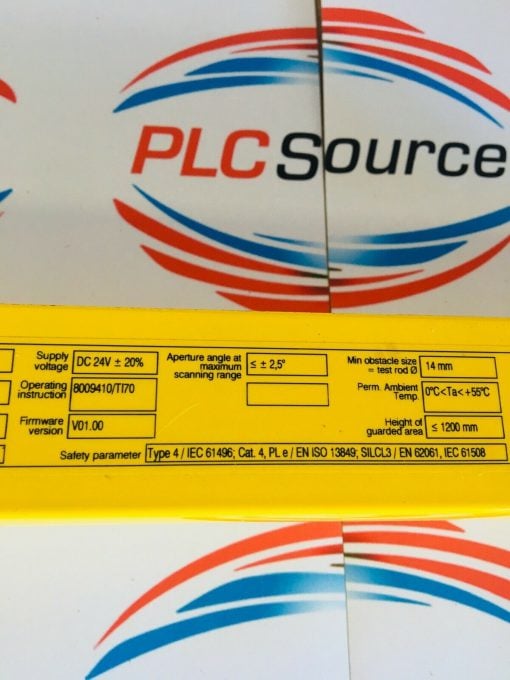 PLC Source
Supply voltage DC 24V ± 20%
Aperture angle at maximum scanning range ≤ ± 2,5°
Min obstacle size = test rod Ø 14 mm
Operating instruction 8009410/TI70
Perm. Ambient Temp. 0°C<Ta<+55°C
Firmware version V01.00
Height of guarded area ≤ 1200 mm
Safety parameter Type 4 / IEC 61496; Cat. 4, PL e / EN ISO 13849; SILCL3 / EN 62061, IEC 61508